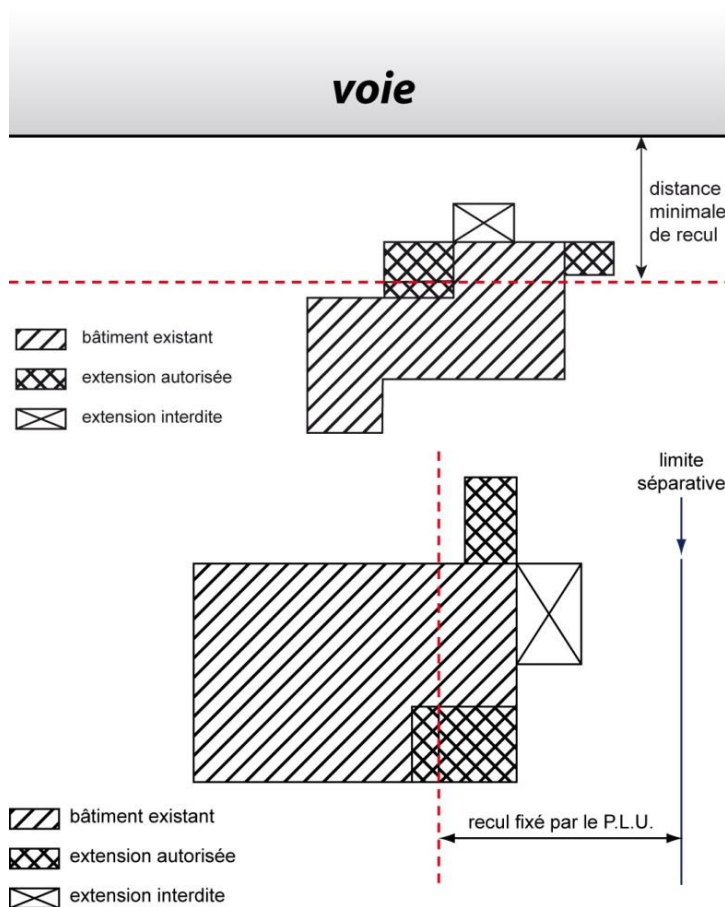 voie
distance
minimale
de recul
bâtiment existant
extension autorisée
extension interdite
limite
séparative
recul fixé par le P.L.U.
bâtiment existant
extension autorisée
extension interdite